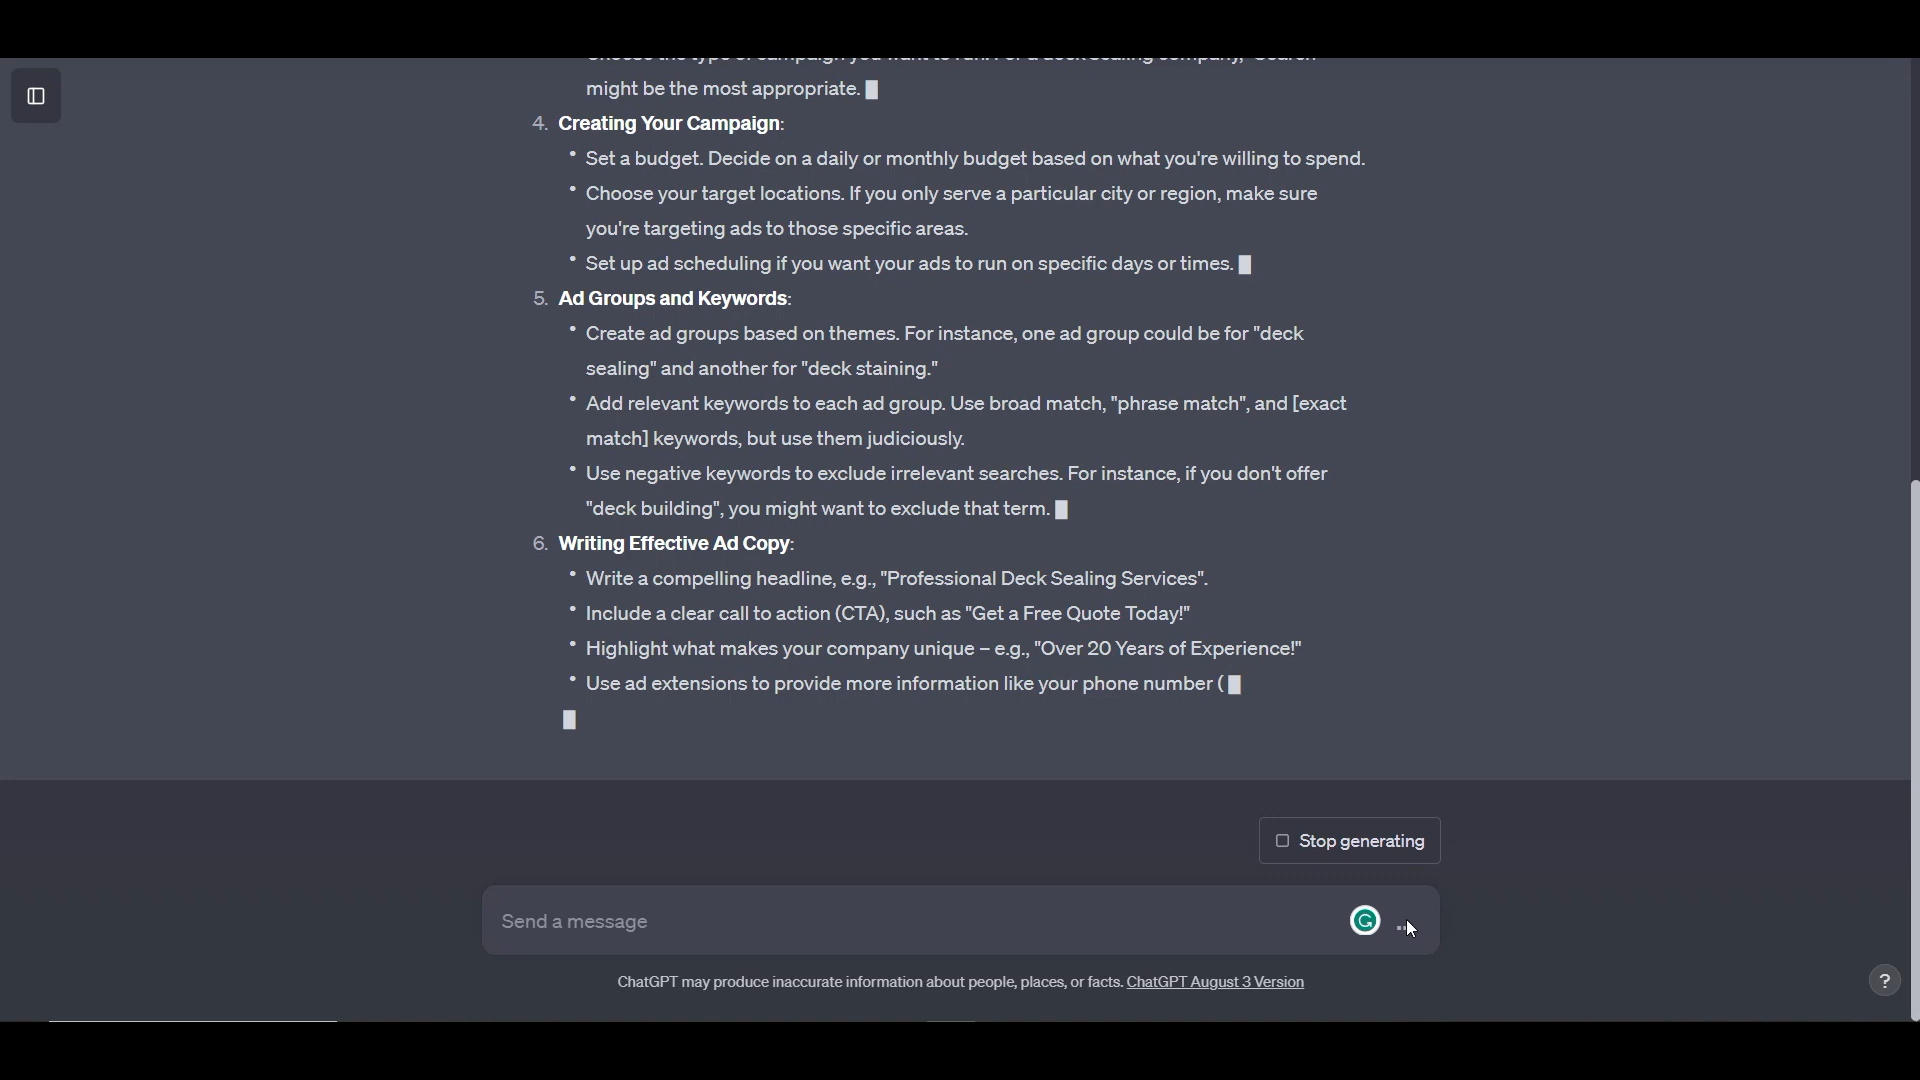 might be the most appropriate.
4. Creating Your Campaign:
• Set a budget. Decide on a daily or monthly budget based on what you're willing to spend.
• Choose your target locations. If you only serve a particular city or region, make sure
you're targeting ads to those specific areas.
• Set up ad scheduling if you want your ads to run on specific days or times.
5. Ad Groups and Keywords:
• Create ad groups based on themes. For instance, one ad group could be for "deck
sealing" and another for "deck staining."
• Add relevant keywords to each ad group. Use broad match, "phrase match", and [exact
match] keywords, but use them judiciously.
• Use negative keywords to exclude irrelevant searches. For instance, if you don't offer
"deck building", you might want to exclude that term.
6. Writing Effective Ad Copy:
• Write a compelling headline, e.g., "Professional Deck Sealing Services".
• Include a clear call to action (CTA), such as "Get a Free Quote Today!"
• Highlight what makes your company unique – e.g., "Over 20 Years of Experience!"
• Use ad extensions to provide more information like your phone number (
Stop generating
Send a message
ChatGPT may produce inaccurate information about people, places, or facts. ChatGPT August 3 Version
?